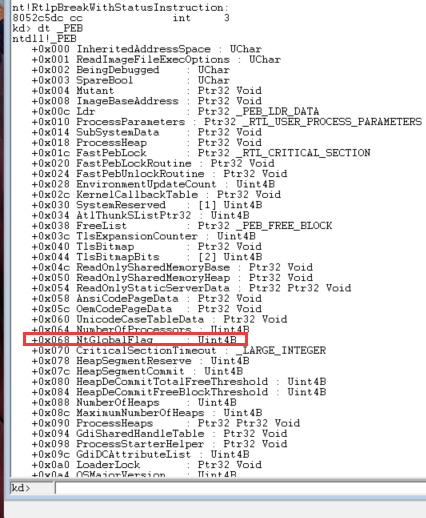 nt!RtlpBreakWithStatusInstruction:
8052c5dc cc int 3
kd> dt _PEB
ntdll!_PEB
+0x000 InheritedAddressSpace : UChar
+0x001 ReadImageFileExecOptions : UChar
+0x002 BeingDebugged : UChar
+0x003 SpareBool : UChar
+0x004 Mutant : Ptr32 Void
+0x008 ImageBaseAddress : Ptr32 Void
+0x00c Ldr : Ptr32 _PEB_LDR_DATA
+0x010 ProcessParameters : Ptr32 _RTL_USER_PROCESS_PARAMETERS
+0x014 SubSystemData : Ptr32 Void
+0x018 ProcessHeap : Ptr32 Void
+0x01c FastPebLock : Ptr32 _RTL_CRITICAL_SECTION
+0x020 FastPebLockRoutine : Ptr32 Void
+0x024 FastPebUnlockRoutine : Ptr32 Void
+0x028 EnvironmentUpdateCount : Uint4B
+0x02c KernelCallbackTable : Ptr32 Void
+0x030 SystemReserved : [1] Uint4B
+0x034 AtlThunkSListPtr32 : Uint4B
+0x038 FreeList : Ptr32 _PEB_FREE_BLOCK
+0x03c TlsExpansionCounter : Uint4B
+0x040 TlsBitmap : Ptr32 Void
+0x044 TlsBitmapBits : [2] Uint4B
+0x04c ReadOnlySharedMemoryBase : Ptr32 Void
+0x050 ReadOnlySharedMemoryHeap : Ptr32 Void
+0x054 ReadOnlyStaticServerData : Ptr32 Ptr32 Void
+0x058 AnsiCodePageData : Ptr32 Void
+0x05c OemCodePageData : Ptr32 Void
+0x060 UnicodeCaseTableData : Ptr32 Void
+0x064 NumberOfProcessors : Uint4B
+0x068 NtGlobalFlag : Uint4B
+0x070 CriticalSectionTimeout : _LARGE_INTEGER
+0x078 HeapSegmentReserve : Uint4B
+0x07c HeapSegmentCommit : Uint4B
+0x080 HeapDeCommitTotalFreeThreshold : Uint4B
+0x084 HeapDeCommitFreeBlockThreshold : Uint4B
+0x088 NumberOfHeaps : Uint4B
+0x08c MaximumNumberOfHeaps : Uint4B
+0x090 ProcessHeaps : Ptr32 Ptr32 Void
+0x094 GdiSharedHandleTable : Ptr32 Void
+0x098 ProcessStarterHelper : Ptr32 Void
+0x09c GdiDCAttributeList : Uint4B
+0x0a0 LoaderLock : Ptr32 Void
+0x0a4 OSMajorVersion : Uint4B
kd>